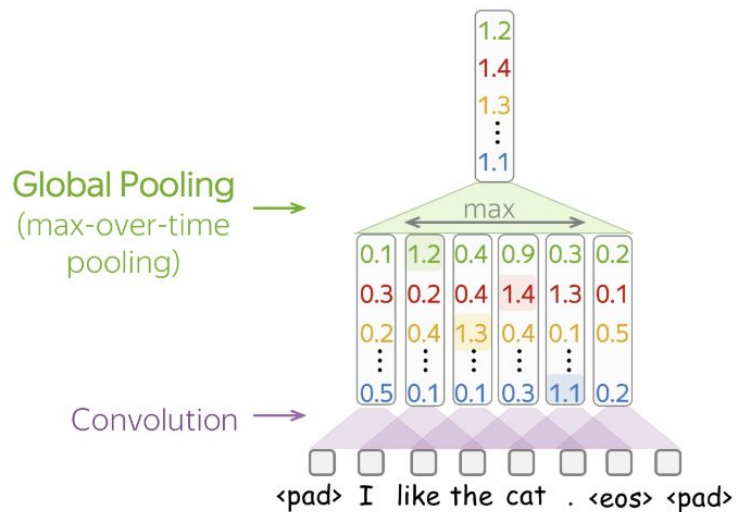 1.2
1.4
1.3
1.1
Global Pooling
(max-over-time
pooling)
max
0.1 1.2 0.4 0.9 0.3 0.2
0.3 0.2 0.4 1.4 1.3 0.1
0.2 0.4 1.3 0.4 0.1 0.5
0.5 0.1 0.1 0.3 1.1 0.2
Convolution
<pad> I like the cat . <eos> <pad>